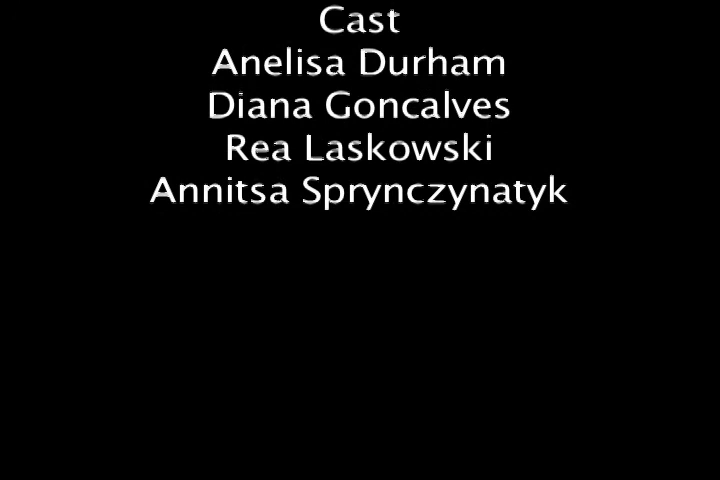 Cast
Anelisa Durham
Diana Goncalves
Rea Laskowski
Annitsa Sprynczynatyk